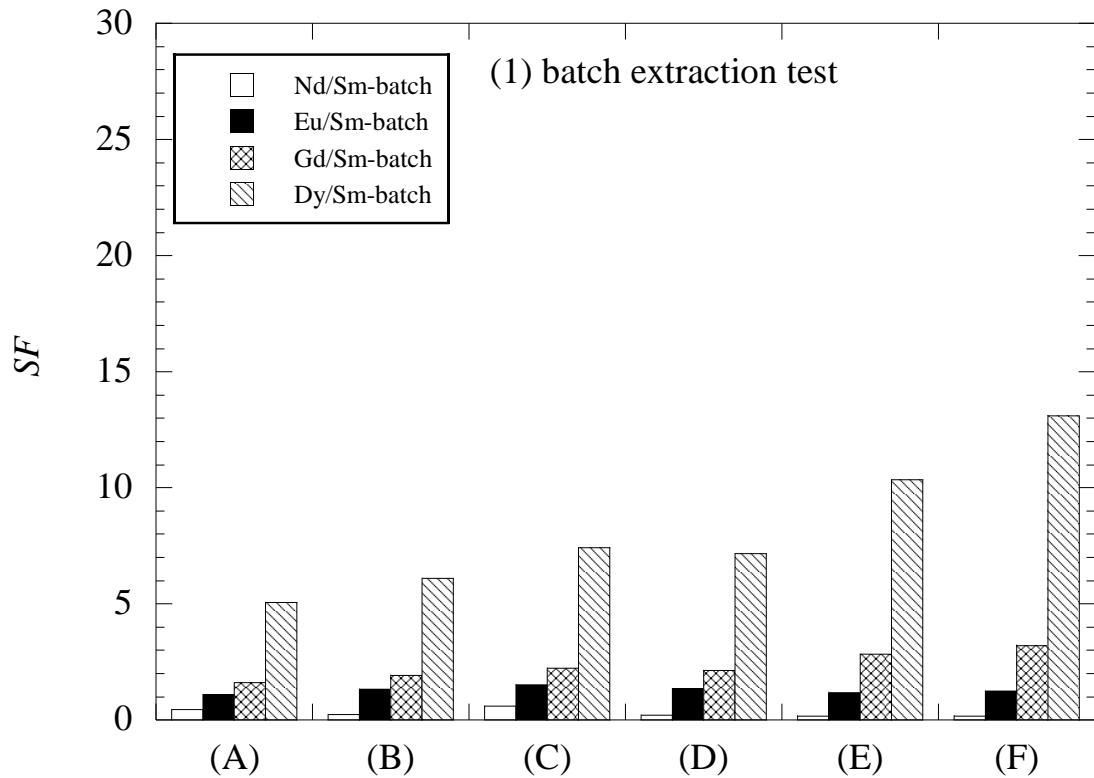 30
25
20
15
10
5
0
SF
(1) batch extraction test
Nd/Sm-batch
Eu/Sm-batch
Gd/Sm-batch
Dy/Sm-batch
(A) (B) (C) (D) (E) (F)